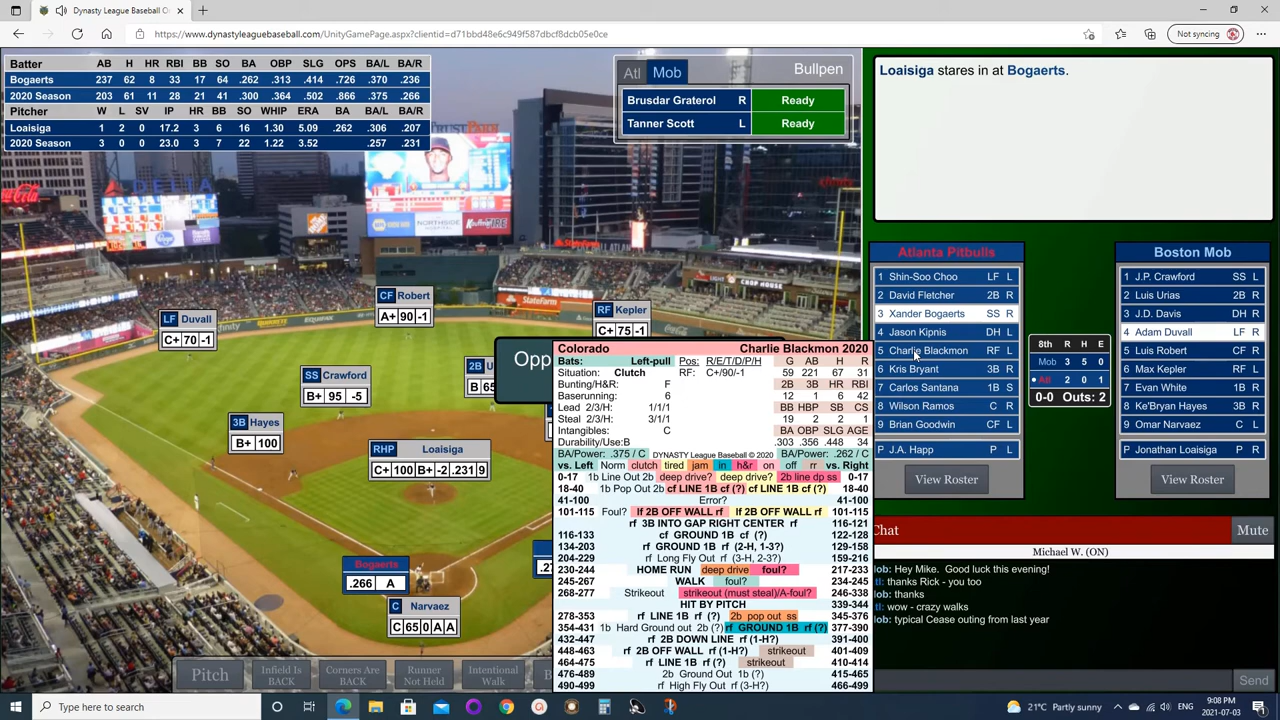 Dynasty League Baseball O
https://www.dynastyleaguebaseball.com/UnityGamePage.aspx?clientid=d71bbd48e6c949f587dbcf8dcb05e0ce
Not syncing
Batter AB H HR RBI BB SO BA OBP SLG OPS BA/L BA/R
Bogaerts 237 62 8 33 17 64 .262 .313 .414 .726 .370 .236
2020 Season 203 61 11 28 21 41 .300 .364 .502 .866 .375 .266
Pitcher W L SV IP HR BB SO WHIP ERA BA BA/L BA/R
Loaisiga 1 2 0 17.2 3 6 16 1.30 5.09 .262 .306 .207
2020 Season 3 0 0 23.0 3 7 22 1.22 3.52 .257 .231
Atl Mob Bullpen
Brusdar Graterol R Ready
Tanner Scott L Ready
Loaisiga stares in at Bogaerts.
Atlanta Pitbulls
1 Shin-Soo Choo LF L
2 David Fletcher 2B R
3 Xander Bogaerts SS R
4 Jason Kipnis DH L
5 Charlie Blackmon RF L
6 Kris Bryant 3B R
7 Carlos Santana 1B S
8 Wilson Ramos C R
9 Brian Goodwin CF L
P J.A. Happ P L
View Roster
8th R H E
Mob 3 5 0
Atl 2 0 1
0-0 Outs: 2
Boston Mob
1 J.P. Crawford SS L
2 Luis Urias 2B R
3 J.D. Davis DH R
4 Adam Duvall LF R
5 Luis Robert CF R
6 Max Kepler RF L
7 Evan White 1B R
8 Ke'Bryan Hayes 3B R
9 Omar Narvaez C L
P Jonathan Loaisiga P R
View Roster
CF Robert
A+ 90 -1
LF Duvall
C+ 70 -1
RF Kepler
C+ 75 -1
SS Crawford
B+ 95 -5
2B U
B 65
3B Hayes
B+ 100
RHP Loaisiga
C+ 100 B+ -2 .231 9
Bogaerts
.266 A
C Narvaez
C 65 0 A A
Opp
Colorado Charlie Blackmon 2020
Bats: Left-pull Pos: R/E/T/D/P/H G AB H R
Situation: Clutch RF: C+/90/-1 59 221 67 31
Bunting/H&R: F 2B 3B HR RBI
Baserunning: C 12 1 6 42
Lead 2/3/H: 1/1/1 BB HBP SB CS
Steal 2/3/H: 3/1/1 19 2 2 1
Intangibles: C BA OBP SLG AGE
Durability/Use:B .303 .356 .448 34
BA/Power: .375 / C DYNASTY League Baseball © 2020 BA/Power: .262 / C
vs. Left Norm clutch tired jam in h&r on off rr vs. Right
0-17 1b Line Out 2b deep drive? deep drive? 2b line dp ss 0-17
18-40 1b Pop Out 2b cf LINE 1B cf (?) cf LINE 1B cf (?) 18-40
41-100 Error? 41-100
101-115 Foul? lf 2B OFF WALL rf lf 2B OFF WALL rf 101-115
rf 3B INTO GAP RIGHT CENTER rf 116-121
116-133 cf GROUND 1B cf (?) 122-128
134-203 rf GROUND 1B rf (2-H, 1-3?) 129-158
204-229 rf Long Fly Out rf (3-H, 2-3?) 159-216
230-244 HOME RUN deep drive foul? 217-233
245-267 WALK foul? 234-245
268-277 Strikeout strikeout (must steal)/A-foul? 246-338
HIT BY PITCH 339-344
278-353 rf LINE 1B rf (?) 2b pop out ss 345-376
354-431 1b Hard Ground out 2b (?) rf GROUND 1B rf (?) 377-390
432-447 rf 2B DOWN LINE rf (1-H?) 391-400
448-463 rf 2B OFF WALL rf (1-H?) strikeout 401-409
464-475 rf LINE 1B rf (?) strikeout 410-414
476-489 2b Ground Out 1b (?) 415-465
490-499 rf High Fly Out rf (3-H?) 466-499
Chat Mute
Michael W. (ON)
ob: Hey Mike. Good luck this evening!
tl: thanks Rick - you too
ob: thanks
tl: wow - crazy walks
ob: typical Cease outing from last year
Send
Pitch
Infield Is BACK
Corners Are BACK
Runner Not Held
Intentional Walk
Type here to search
21°C Partly sunny
ENG
9:08 PM
2021-07-03